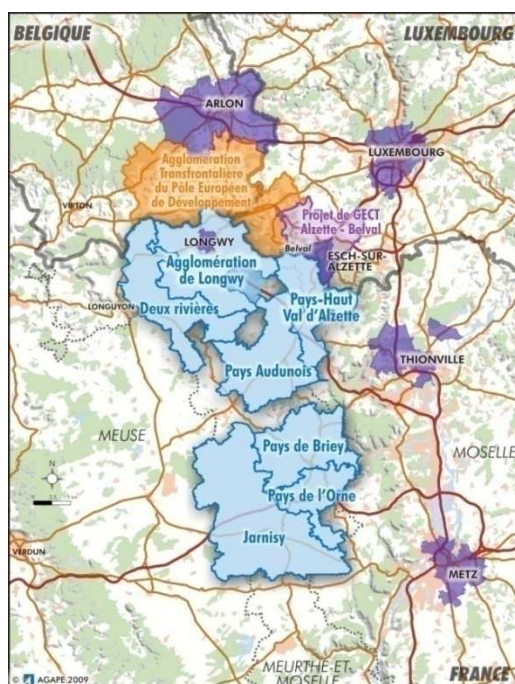 BELGIQUE
LUXEMBOURG
ARLON
LUXEMBOURG
Agglomération
Transfrontalière
du Pôle Européen
de Développement
VIRTON
Projet de GECT
Alzette - Belval
LONGWY
Belval
ESCH-SUR-
ALZETTE
Agglomération
de Longwy
LONGUYON
Deux rivières
Pays-Haut
Val d'Alzette
THIONVILLE
Pays Audunois
MEUSE
MOSELLE
Pays de Briey
N
Pays de l'Orne
Jarnisy
VERDUN
METZ
MEURTHE-ET-
MOSELLE
FRANCE
© AGAPE 2009